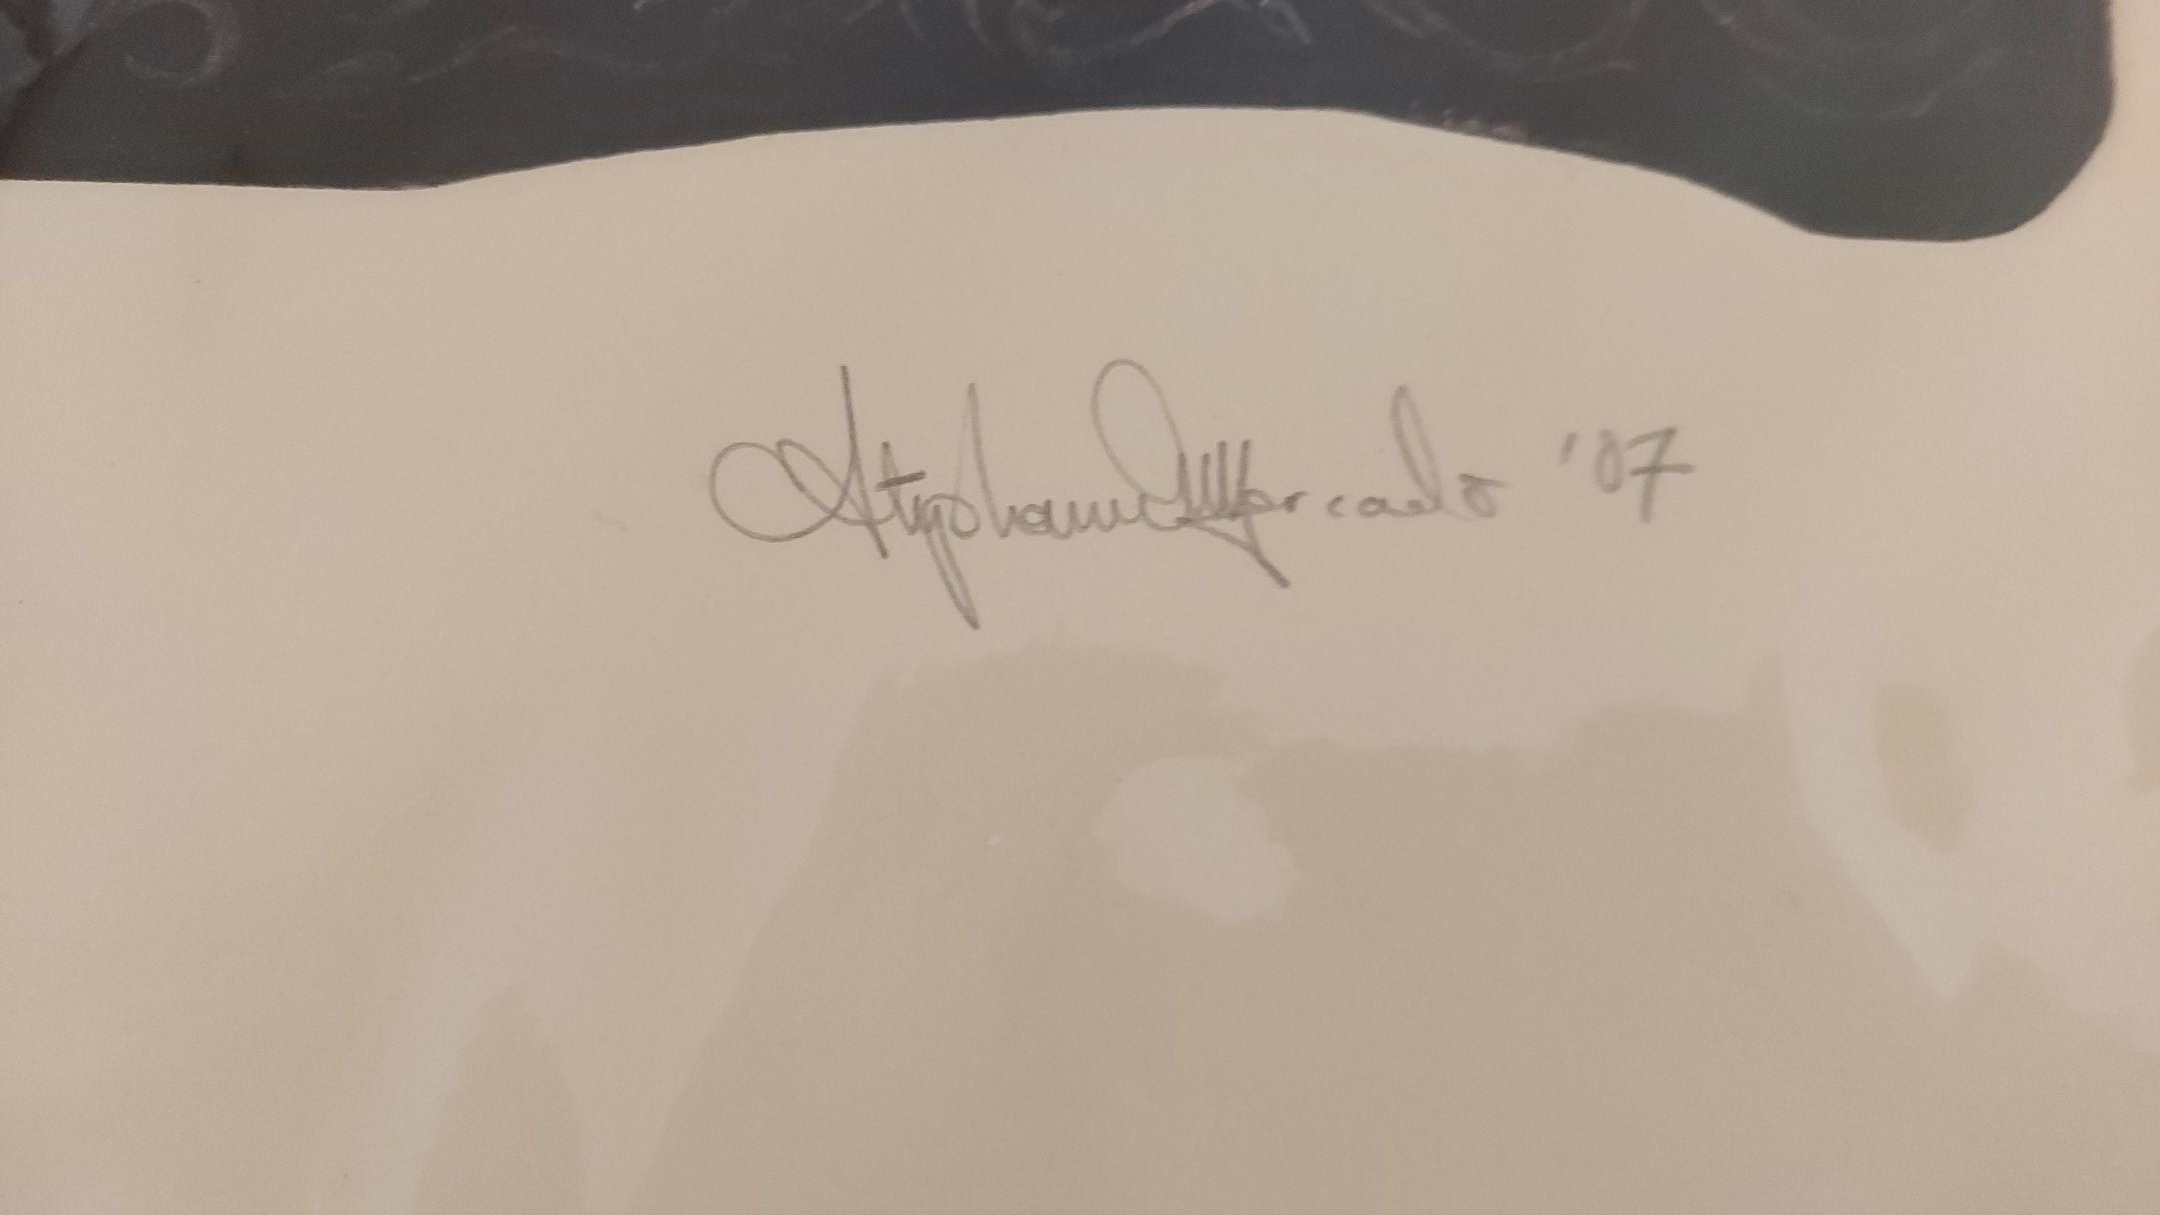 Stephanie Mercado '07